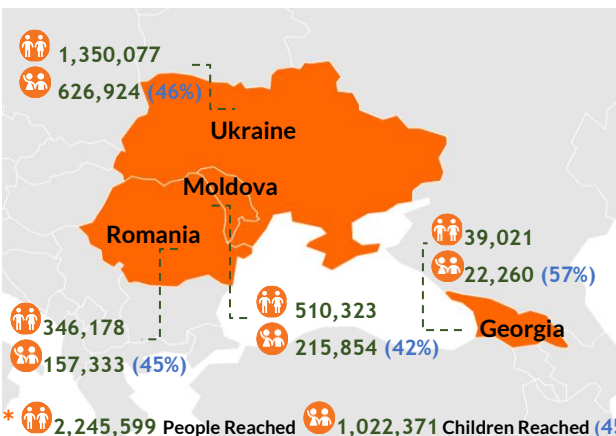 1,350,077
626,924 (46%)
Ukraine
Moldova
Romania
39,021
22,260 (57%)
510,323
215,854 (42%)
Georgia
346,178
157,333 (45%)
* 2,245,599 People Reached 1,022,371 Children Reached